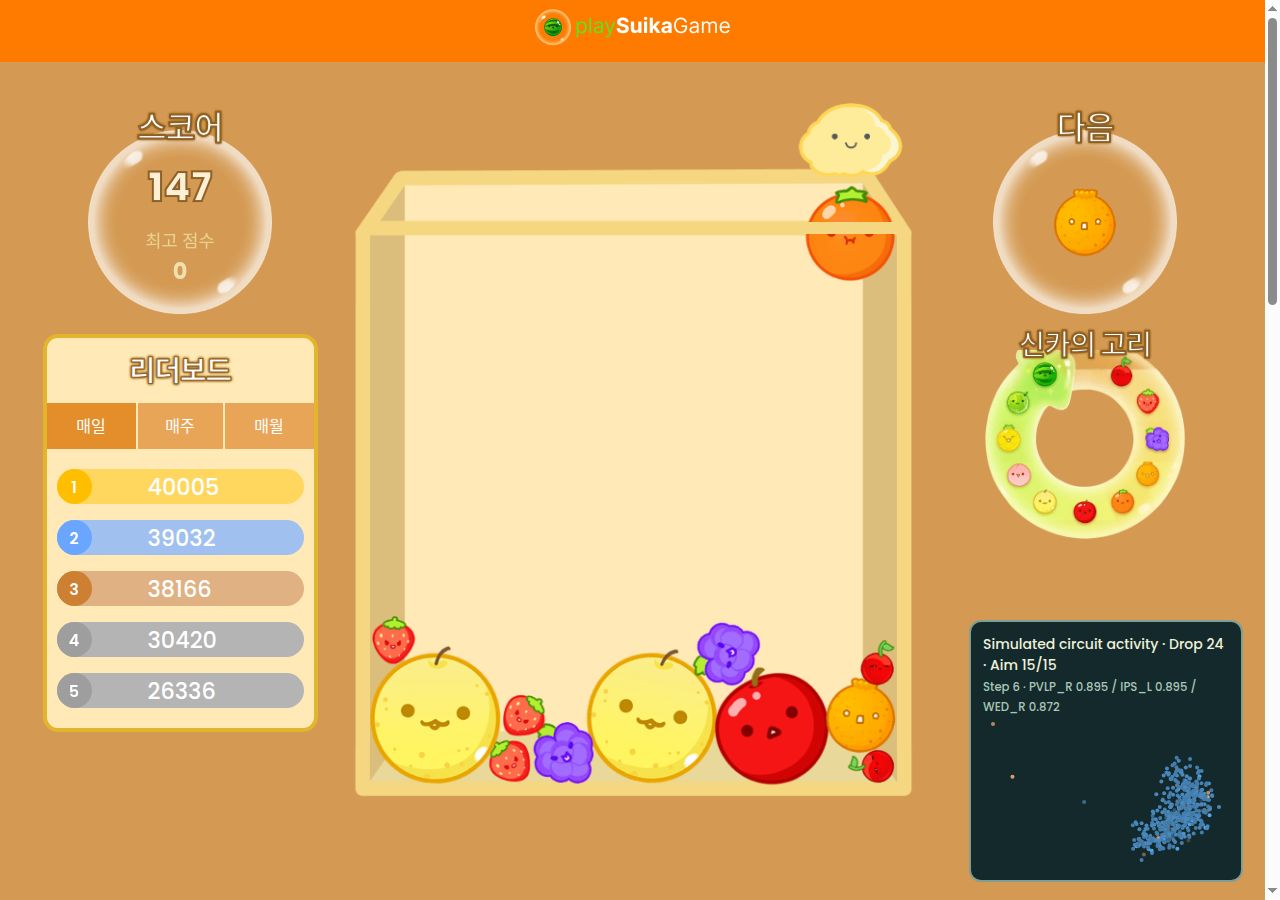 playSuikaGame
스코어
147
최고 점수
0
다음
리더보드
매일 매주 매월
1 40005
2 39032
3 38166
4 30420
5 26336
신카의 고리
Simulated circuit activity · Drop 24
· Aim 15/15
Step 6 · PVLP_R 0.895 / IPS_L 0.895 /
WED_R 0.872